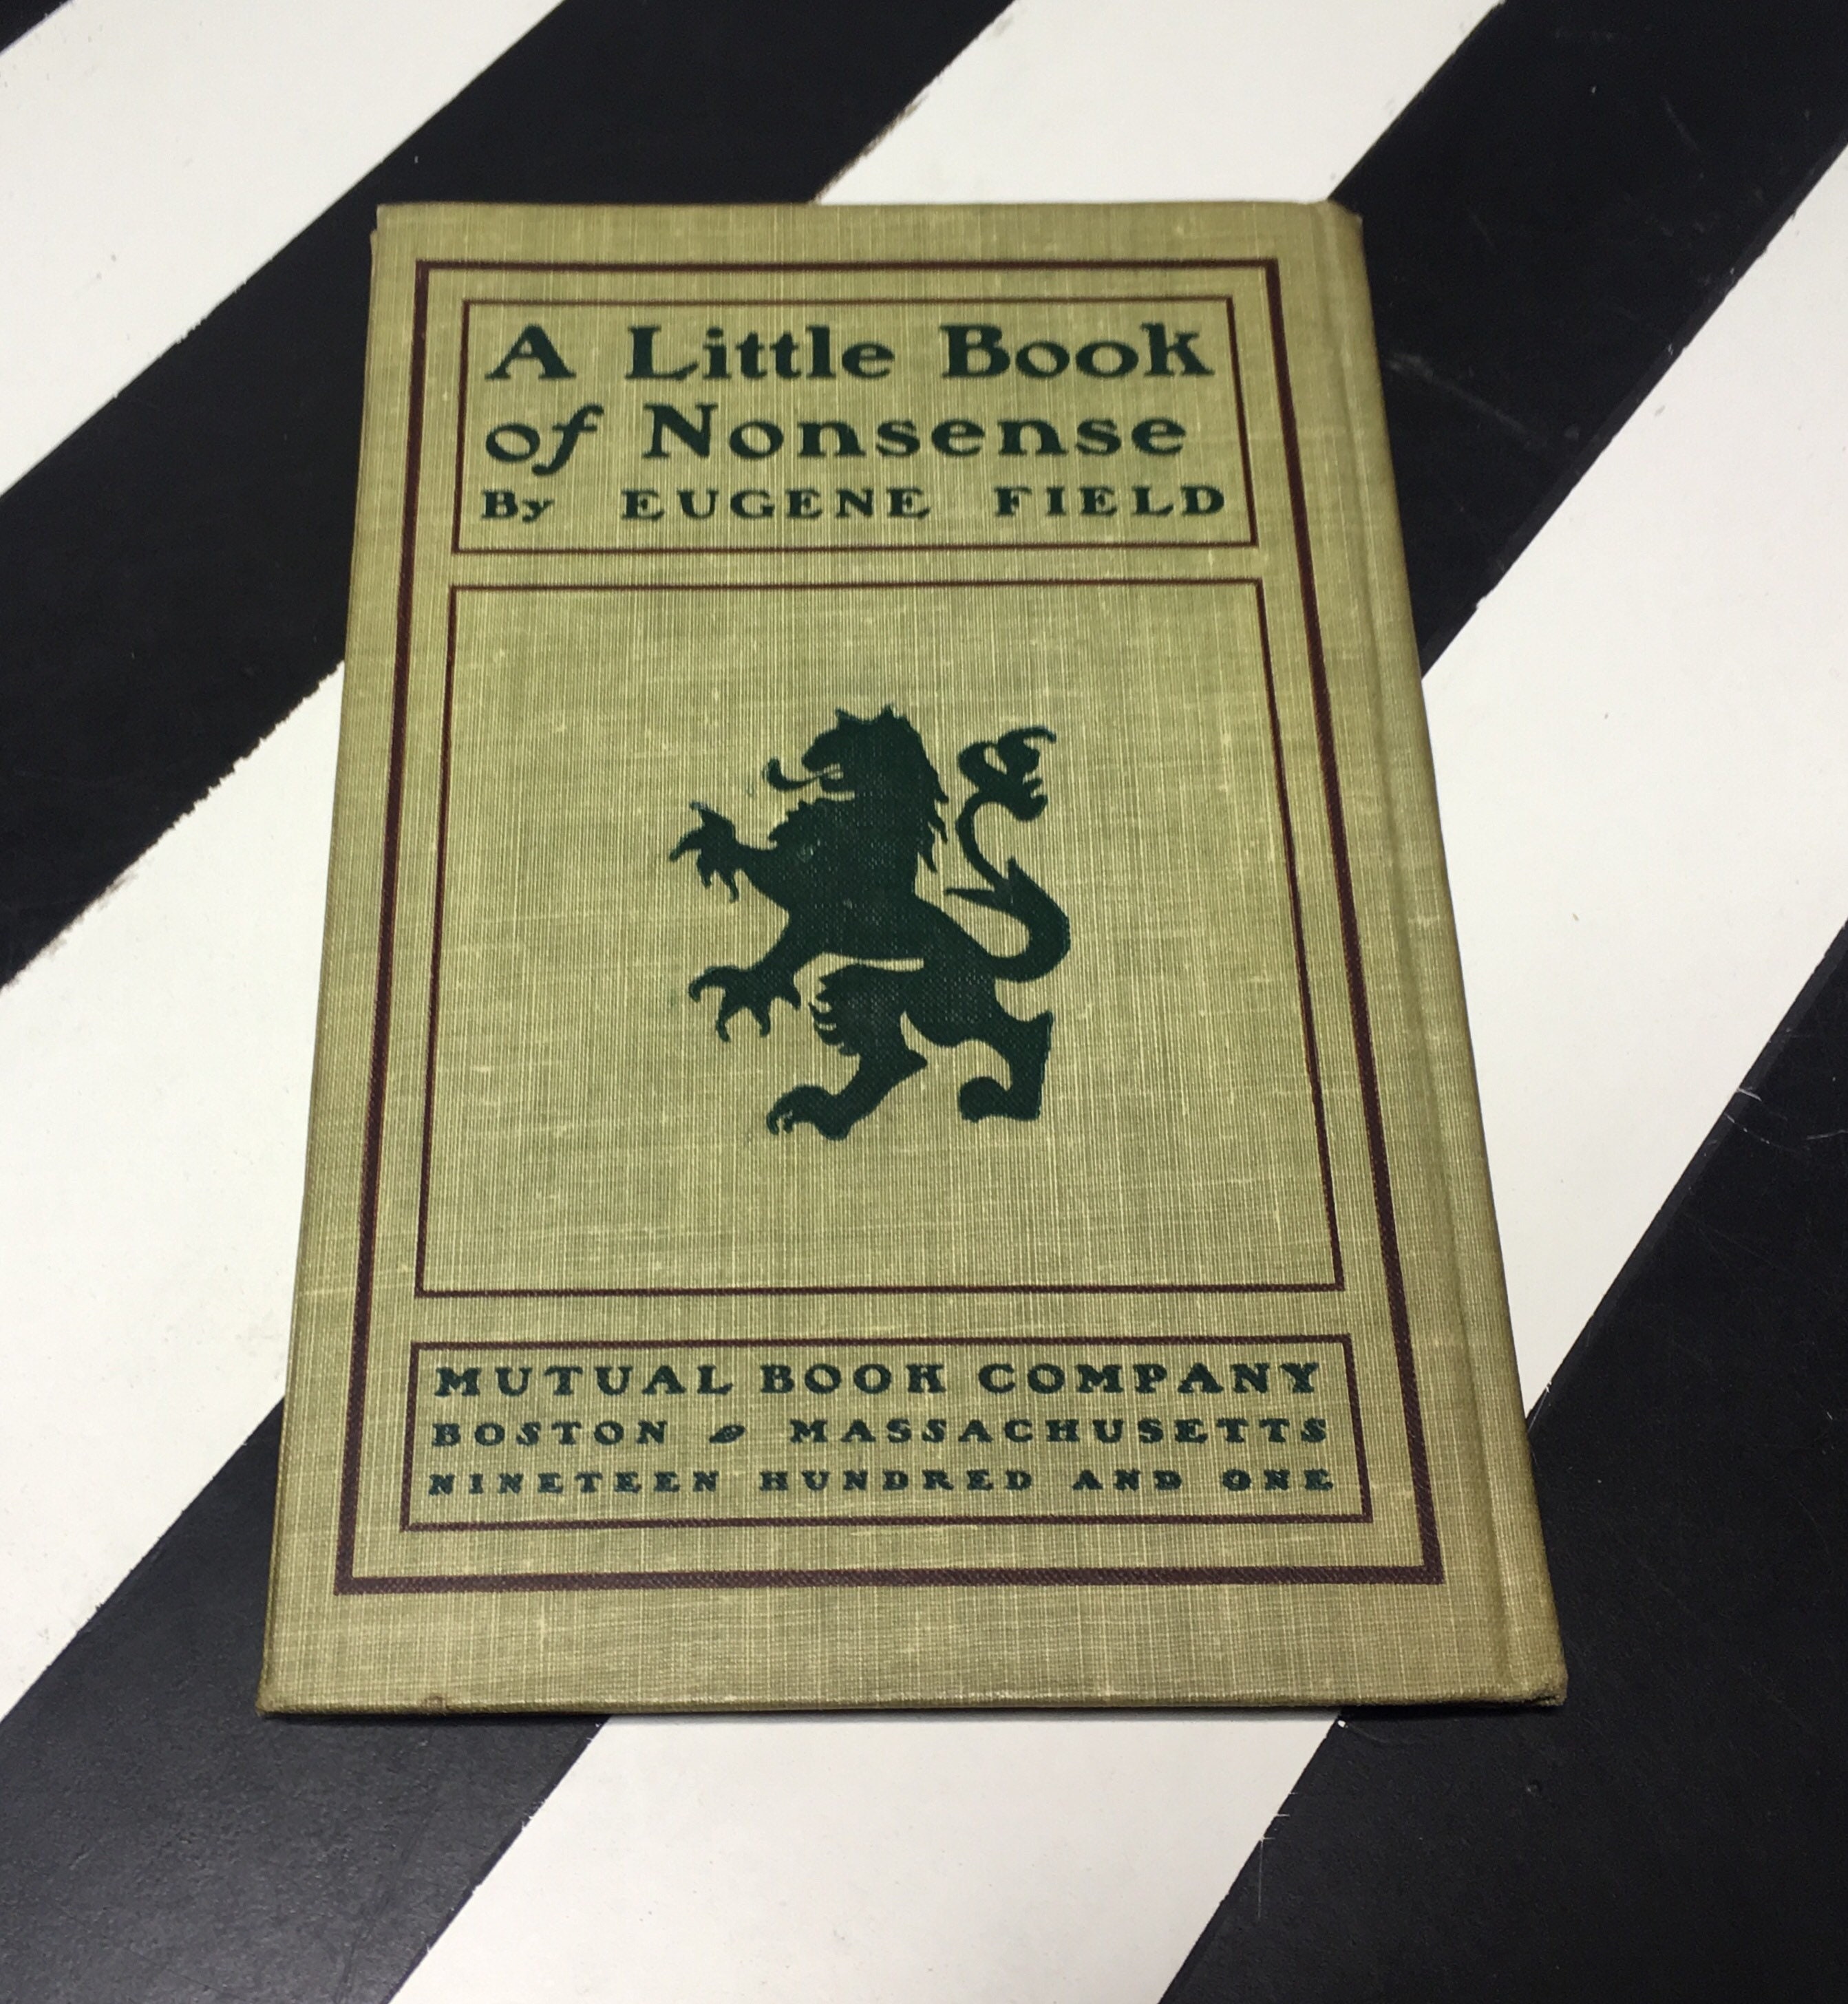 A Little Book
of Nonsense
By EUGENE FIELD
MUTUAL BOOK COMPANY
BOSTON MASSACHUSETTS
NINETEEN HUNDRED AND ONE